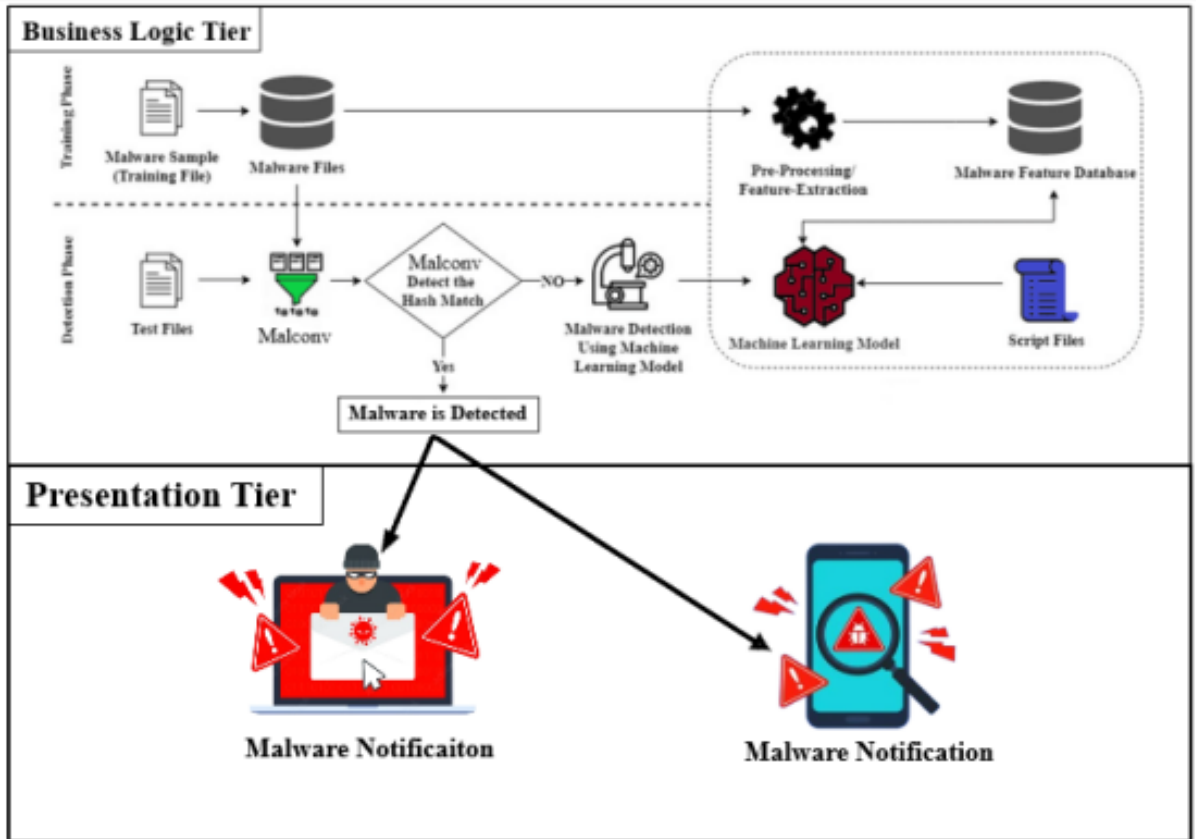 Business Logic Tier
Training Phase
Malware Sample
(Training File)
Malware Files
Pre-Processing/
Feature-Extraction
Malware Feature Database
Detection Phase
Test Files
Malconv
Malconv
Detect the
Hash Match
NO
Yes
Malware Detection
Using Machine
Learning Model
Machine Learning Model
Script Files
Malware is Detected
Presentation Tier
Malware Notificaiton
Malware Notification